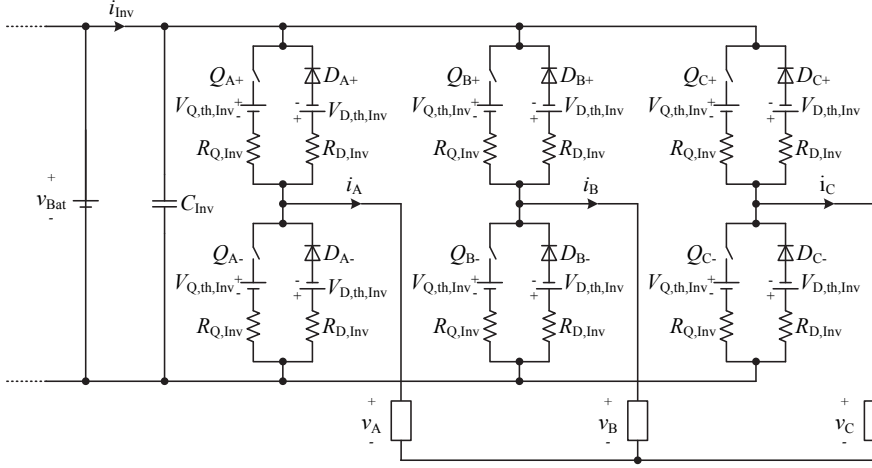 i_Inv
Q_A+ D_A+ Q_B+ D_B+ Q_C+ D_C+
V_Q,th,Inv + - - + V_D,th,Inv V_Q,th,Inv + - - + V_D,th,Inv V_Q,th,Inv + - - + V_D,th,Inv
R_Q,Inv R_D,Inv R_Q,Inv R_D,Inv R_Q,Inv R_D,Inv
i_A i_B i_C
+ v_Bat - C_Inv
Q_A- D_A- Q_B- D_B- Q_C- D_C-
V_Q,th,Inv + - - + V_D,th,Inv V_Q,th,Inv + - - + V_D,th,Inv V_Q,th,Inv + - - + V_D,th,Inv
R_Q,Inv R_D,Inv R_Q,Inv R_D,Inv R_Q,Inv R_D,Inv
+ v_A - + v_B - + v_C -